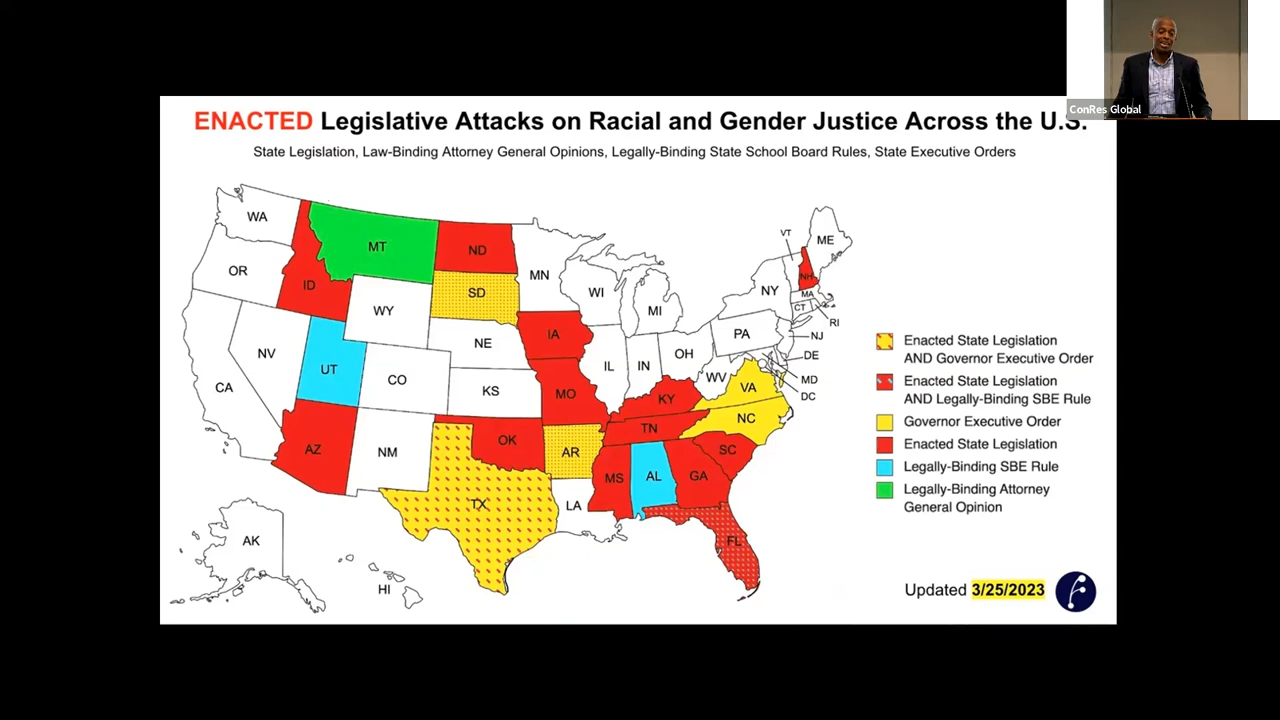 ConRes Global
ENACTED Legislative Attacks on Racial and Gender Justice Across the U.S.
State Legislation, Law-Binding Attorney General Opinions, Legally-Binding State School Board Rules, State Executive Orders
WA
MT
ND
MN
VT
ME
OR
ID
SD
WI
MI
NY
NH
MA
CT
RI
WY
NV
UT
CO
NE
IA
IL
IN
OH
PA
NJ
DE
MD
DC
CA
KS
MO
KY
WV
VA
AZ
NM
OK
AR
TN
NC
SC
TX
LA
MS
AL
GA
FL
AK
HI
Enacted State Legislation
AND Governor Executive Order
Enacted State Legislation
AND Legally-Binding SBE Rule
Governor Executive Order
Enacted State Legislation
Legally-Binding SBE Rule
Legally-Binding Attorney
General Opinion
Updated 3/25/2023